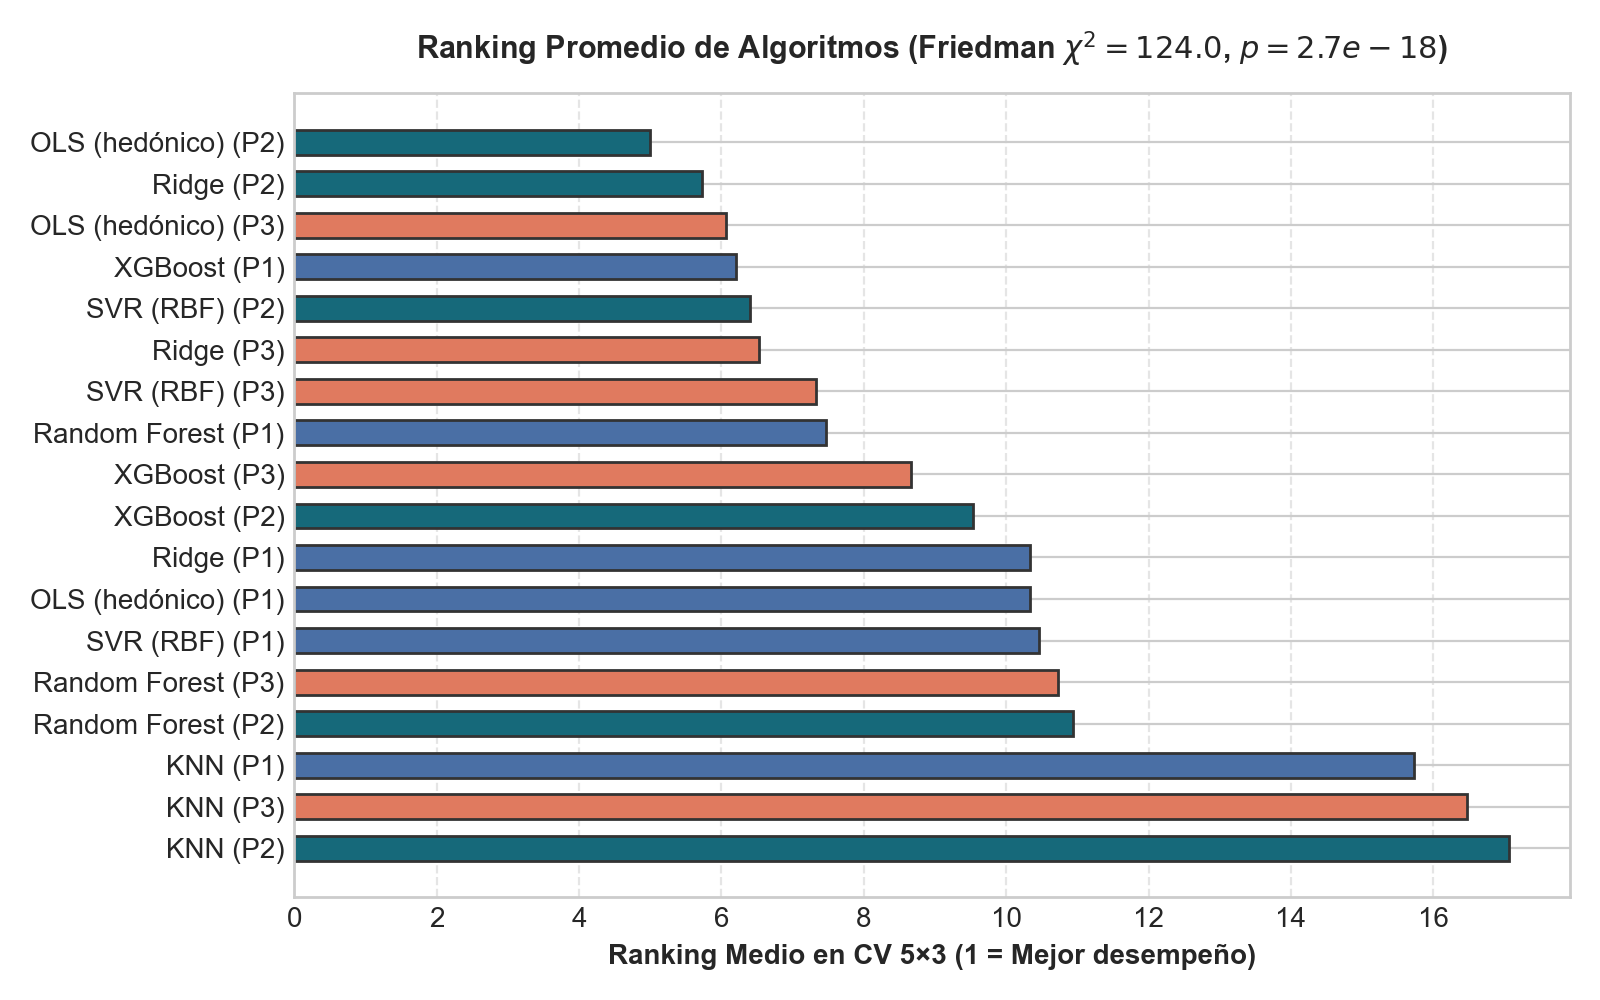 Ranking Promedio de Algoritmos (Friedman χ² = 124.0, p = 2.7e − 18)
OLS (hedónico) (P2)
Ridge (P2)
OLS (hedónico) (P3)
XGBoost (P1)
SVR (RBF) (P2)
Ridge (P3)
SVR (RBF) (P3)
Random Forest (P1)
XGBoost (P3)
XGBoost (P2)
Ridge (P1)
OLS (hedónico) (P1)
SVR (RBF) (P1)
Random Forest (P3)
Random Forest (P2)
KNN (P1)
KNN (P3)
KNN (P2)
0 2 4 6 8 10 12 14 16
Ranking Medio en CV 5×3 (1 = Mejor desempeño)